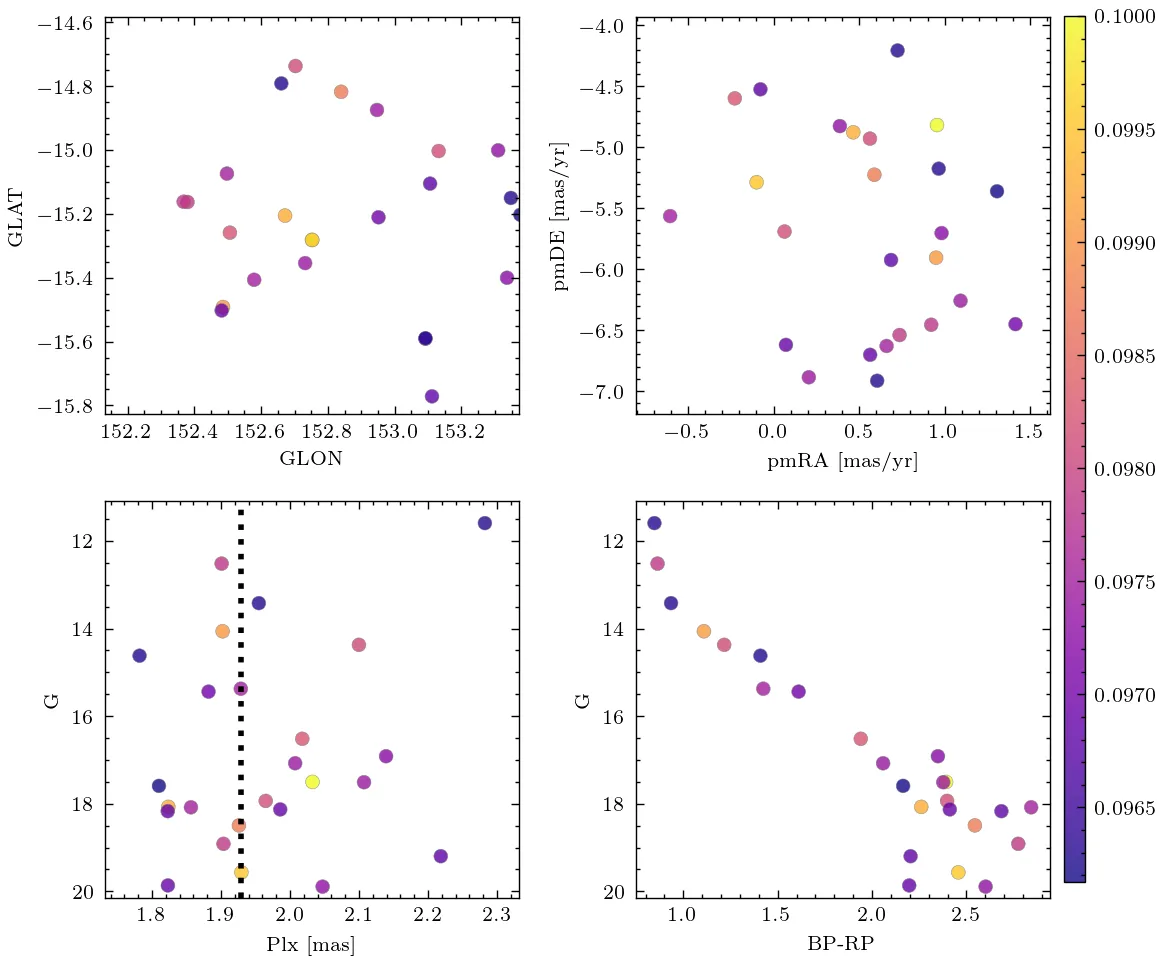 −14.6
−14.8
−15.0
−15.2
−15.4
−15.6
−15.8
GLAT
152.2 152.4 152.6 152.8 153.0 153.2
GLON
−4.0
−4.5
−5.0
−5.5
−6.0
−6.5
−7.0
pmDE [mas/yr]
−0.5 0.0 0.5 1.0 1.5
pmRA [mas/yr]
12
14
16
18
20
G
1.8 1.9 2.0 2.1 2.2 2.3
Plx [mas]
12
14
16
18
20
G
1.0 1.5 2.0 2.5
BP-RP
0.1000
0.0995
0.0990
0.0985
0.0980
0.0975
0.0970
0.0965